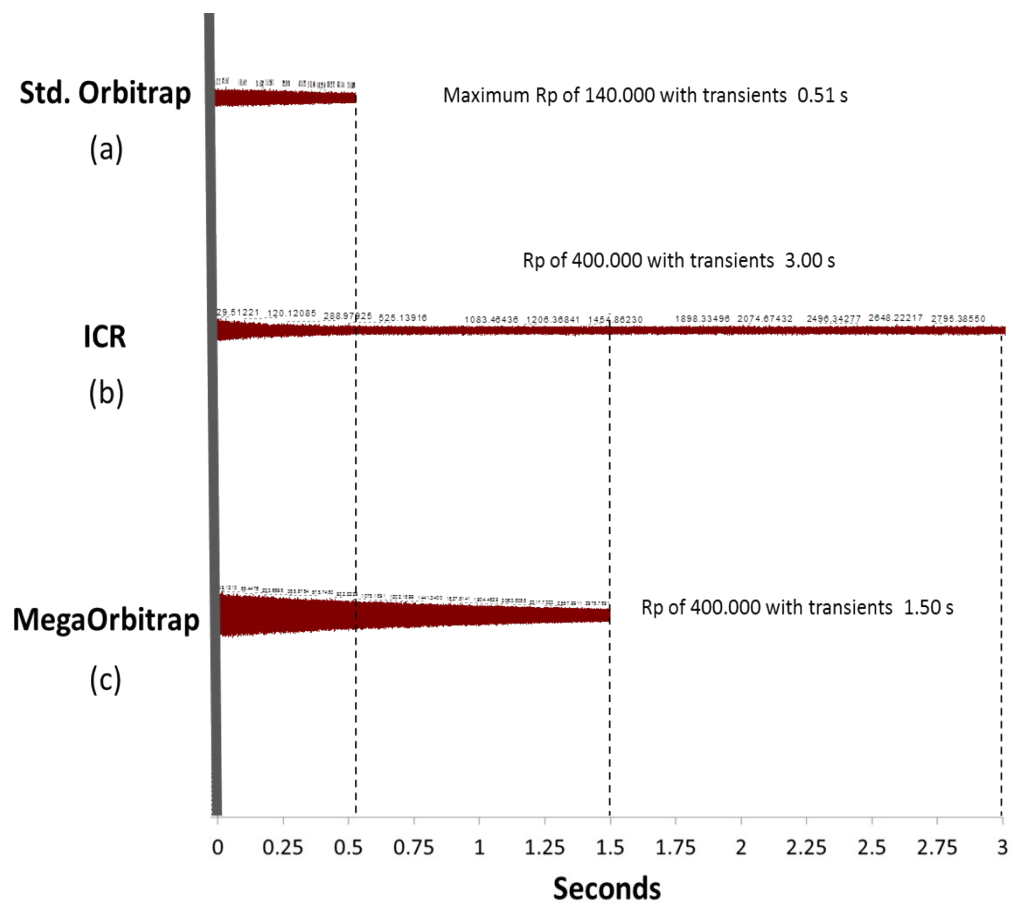 Std. Orbitrap
(a)
Maximum Rp of 140.000 with transients 0.51 s
Rp of 400.000 with transients 3.00 s
29.51221 120.12085 288.97925 525.13916 1083.46436 1206.36841 1454.86230 1898.33496 2074.67432 2496.34277 2648.22217 2795.38550
ICR
(b)
MegaOrbitrap
(c)
Rp of 400.000 with transients 1.50 s
0 0.25 0.5 0.75 1 1.25 1.5 1.75 2 2.25 2.5 2.75 3
Seconds